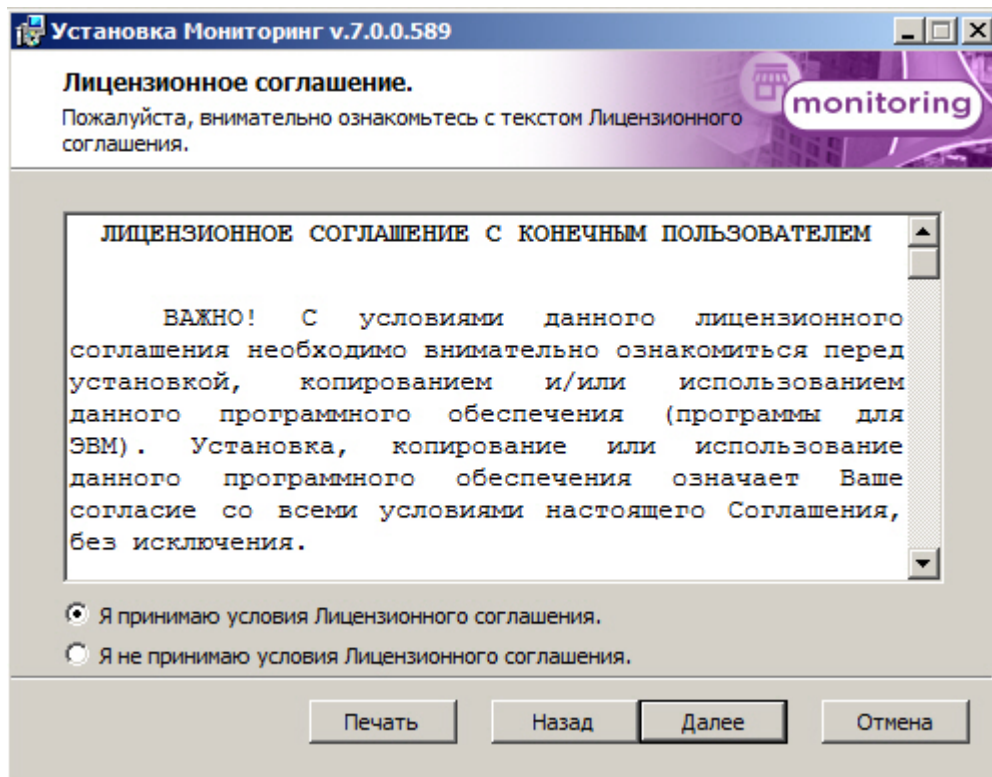 Установка Мониторинг v.7.0.0.589
Лицензионное соглашение.
Пожалуйста, внимательно ознакомьтесь с текстом Лицензионного
соглашения.
monitoring
ЛИЦЕНЗИОННОЕ СОГЛАШЕНИЕ С КОНЕЧНЫМ ПОЛЬЗОВАТЕЛЕМ
ВАЖНО! С условиями данного лицензионного
соглашения необходимо внимательно ознакомиться перед
установкой, копированием и/или использованием
данного программного обеспечения (программы для
ЭВМ). Установка, копирование или использование
данного программного обеспечения означает Ваше
согласие со всеми условиями настоящего Соглашения,
без исключения.
Я принимаю условия Лицензионного соглашения.
Я не принимаю условия Лицензионного соглашения.
Печать Назад Далее Отмена